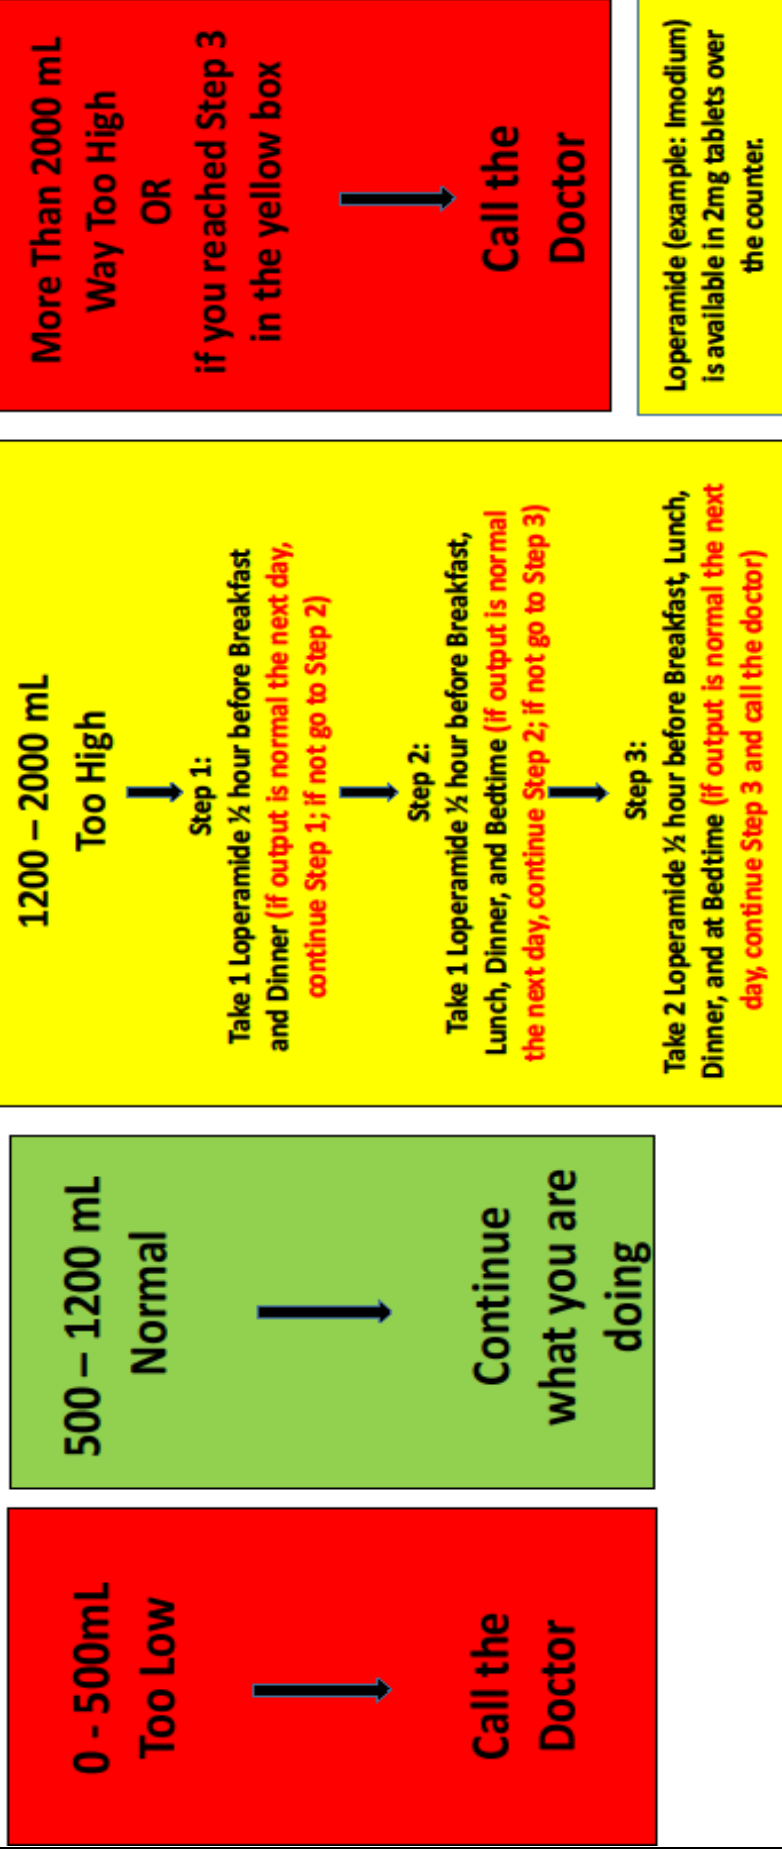 0 - 500mL
Too Low
Call the
Doctor
500 – 1200 mL
Normal
Continue
what you are
doing
1200 – 2000 mL
Too High
Step 1:
Take 1 Loperamide ½ hour before Breakfast
and Dinner (if output is normal the next day,
continue Step 1; if not go to Step 2)
Step 2:
Take 1 Loperamide ½ hour before Breakfast,
Lunch, Dinner, and Bedtime (if output is normal
the next day, continue Step 2; if not go to Step 3)
Step 3:
Take 2 Loperamide ½ hour before Breakfast, Lunch,
Dinner, and at Bedtime (if output is normal the next
day, continue Step 3 and call the doctor)
More Than 2000 mL
Way Too High
OR
if you reached Step 3
in the yellow box
Call the
Doctor
Loperamide (example: Imodium)
is available in 2mg tablets over
the counter.